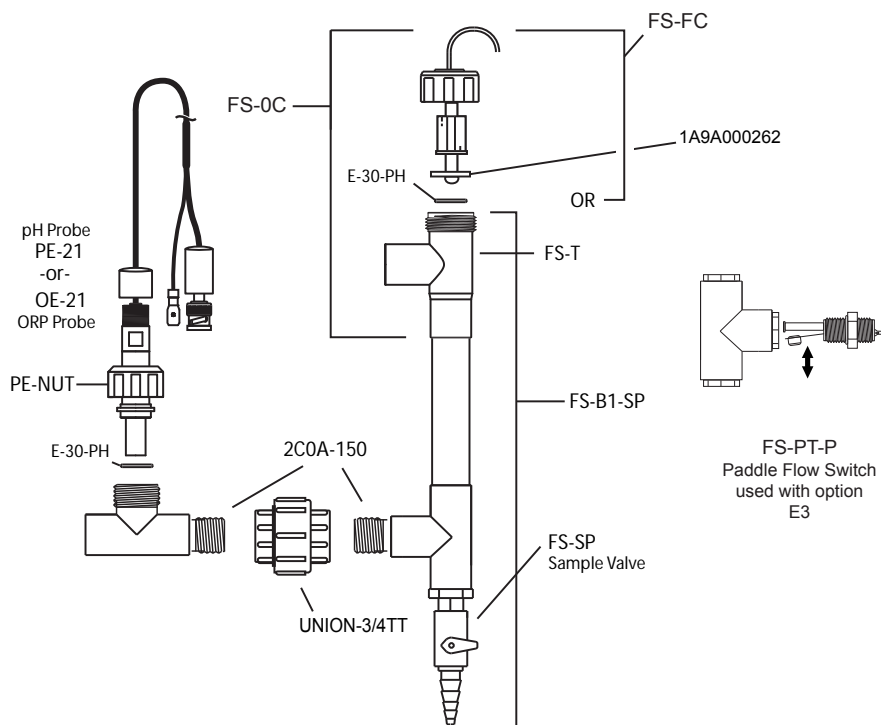 FS-FC
FS-0C
1A9A000262
E-30-PH
OR
pH Probe
PE-21
-or-
OE-21
ORP Probe
FS-T
PE-NUT
FS-B1-SP
E-30-PH
2C0A-150
FS-PT-P
Paddle Flow Switch
used with option
E3
FS-SP
Sample Valve
UNION-3/4TT